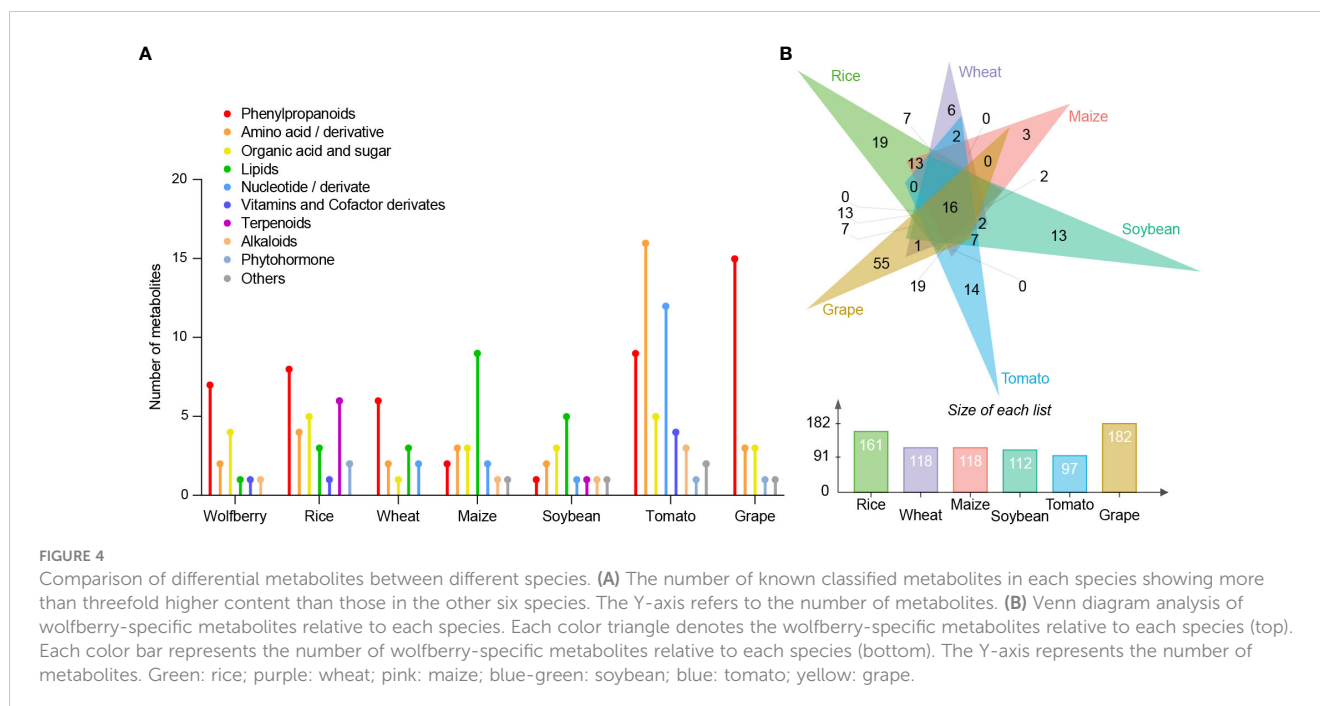 A
Phenylpropanoids
Amino acid / derivative
Organic acid and sugar
Lipids
Nucleotide / derivate
Vitamins and Cofactor derivates
Terpenoids
Alkaloids
Phytohormone
Others
Number of metabolites
20
15
10
5
0
Wolfberry Rice Wheat Maize Soybean Tomato Grape
B
Rice
Wheat
Maize
Soybean
Tomato
Grape
6
7
0
3
19
2
13
0
2
0
16
0
13
7
2
13
7
1
55
19
14
0
Size of each list
182
91
0
161
118
118
112
97
182
Rice
Wheat
Maize
Soybean
Tomato
Grape
FIGURE 4
Comparison of differential metabolites between different species. (A) The number of known classified metabolites in each species showing more
than threefold higher content than those in the other six species. The Y-axis refers to the number of metabolites. (B) Venn diagram analysis of
wolfberry-specific metabolites relative to each species. Each color triangle denotes the wolfberry-specific metabolites relative to each species (top).
Each color bar represents the number of wolfberry-specific metabolites relative to each species (bottom). The Y-axis represents the number of
metabolites. Green: rice; purple: wheat; pink: maize; blue-green: soybean; blue: tomato; yellow: grape.